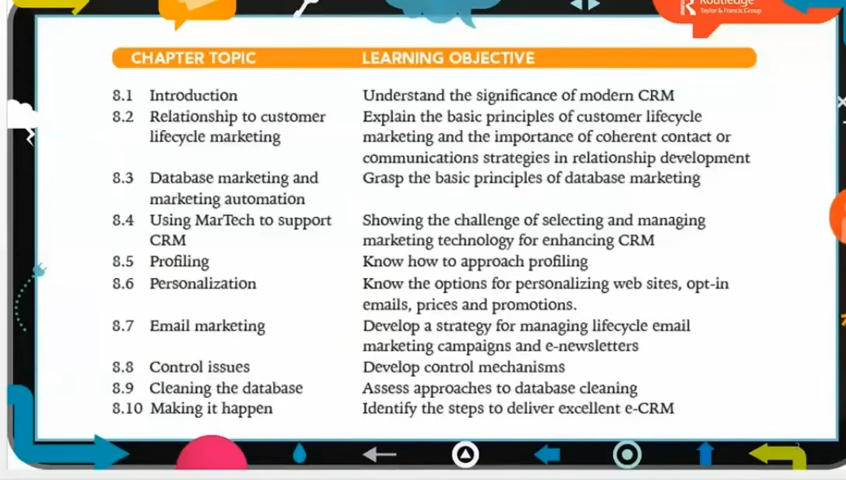 Routledge
Taylor & Francis Group
CHAPTER TOPIC LEARNING OBJECTIVE
8.1 Introduction Understand the significance of modern CRM
8.2 Relationship to customer Explain the basic principles of customer lifecycle
lifecycle marketing marketing and the importance of coherent contact or
communications strategies in relationship development
8.3 Database marketing and Grasp the basic principles of database marketing
marketing automation
8.4 Using MarTech to support Showing the challenge of selecting and managing
CRM marketing technology for enhancing CRM
8.5 Profiling Know how to approach profiling
8.6 Personalization Know the options for personalizing web sites, opt-in
emails, prices and promotions.
8.7 Email marketing Develop a strategy for managing lifecycle email
marketing campaigns and e-newsletters
8.8 Control issues Develop control mechanisms
8.9 Cleaning the database Assess approaches to database cleaning
8.10 Making it happen Identify the steps to deliver excellent e-CRM